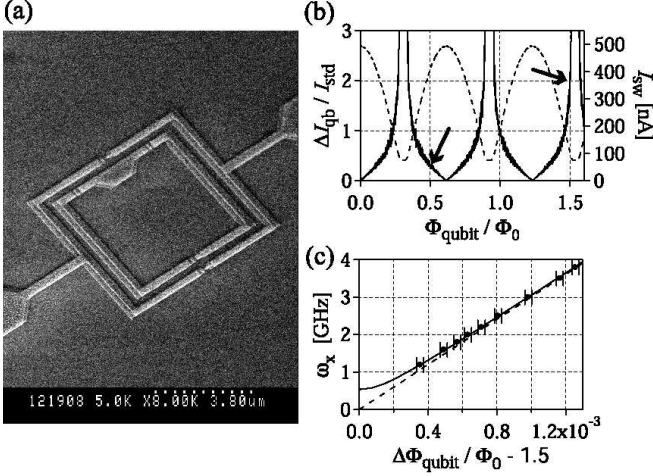 (a)
121908 5.0K X8.00K 3.80um
(b)
3
2
1
0
ΔI_qb / I_std
500
400
300
200
100
0
I_sw [nA]
0.0 0.5 1.0 1.5
Φ_qubit / Φ_0
(c)
4
3
2
1
0
ω_x [GHz]
0 0.4 0.8 1.2x10⁻³
ΔΦ_qubit / Φ_0 - 1.5